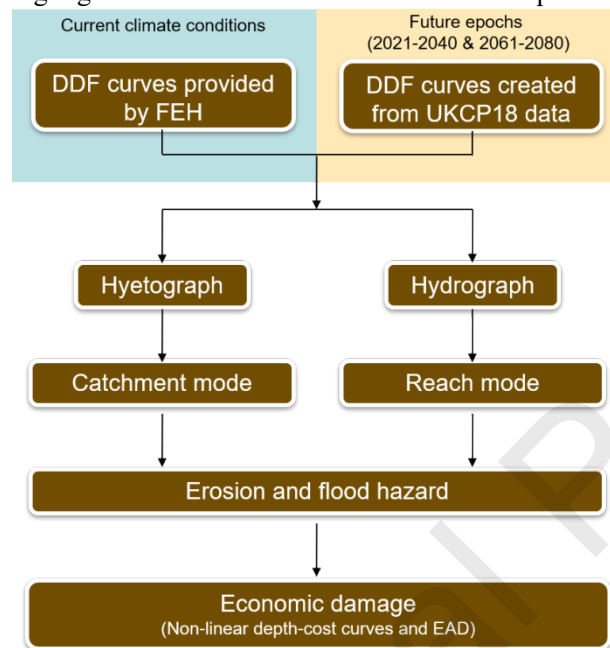 Current climate conditions
Future epochs
(2021-2040 & 2061-2080)
DDF curves provided
by FEH
DDF curves created
from UKCP18 data
Hyetograph
Hydrograph
Catchment mode
Reach mode
Erosion and flood hazard
Economic damage
(Non-linear depth-cost curves and EAD)